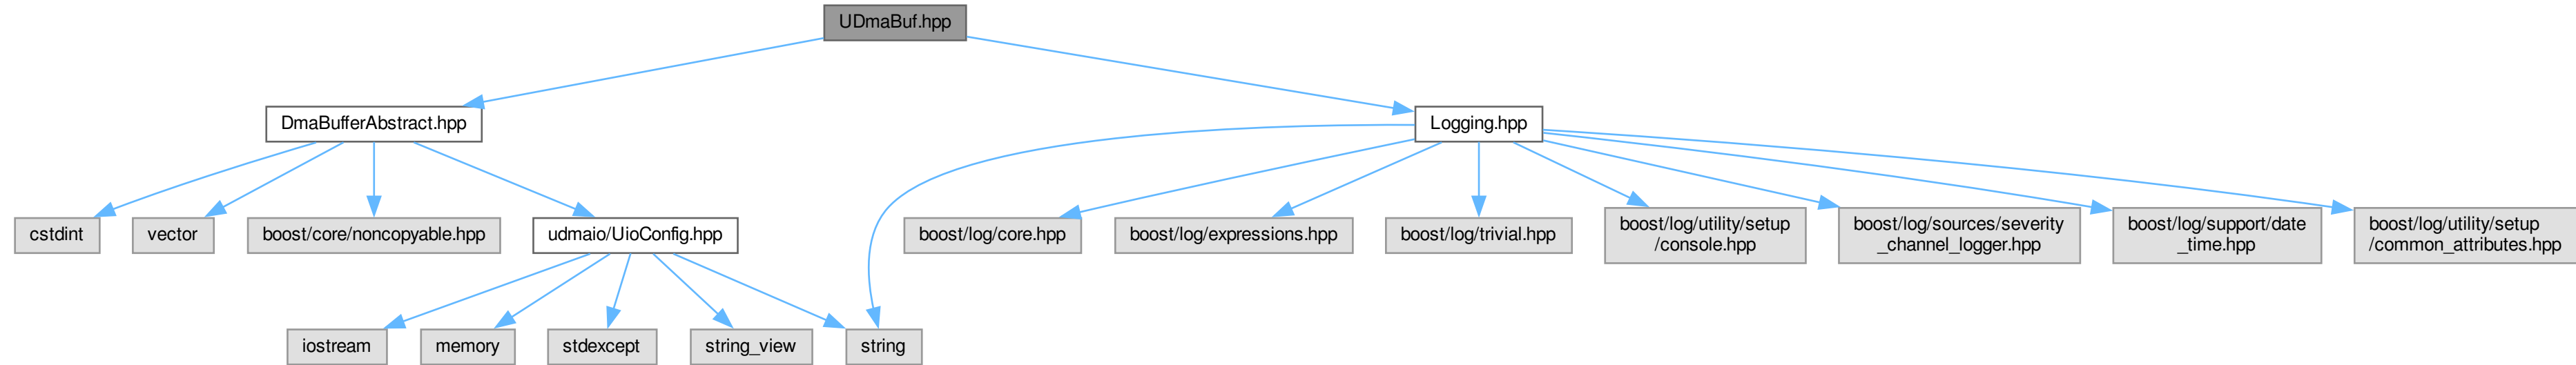 UDmaBuf.hpp
DmaBufferAbstract.hpp
Logging.hpp
cstdint
vector
boost/core/noncopyable.hpp
udmaio/UioConfig.hpp
boost/log/core.hpp
boost/log/expressions.hpp
boost/log/trivial.hpp
boost/log/utility/setup
/console.hpp
boost/log/sources/severity
_channel_logger.hpp
boost/log/support/date
_time.hpp
boost/log/utility/setup
/common_attributes.hpp
iostream
memory
stdexcept
string_view
string